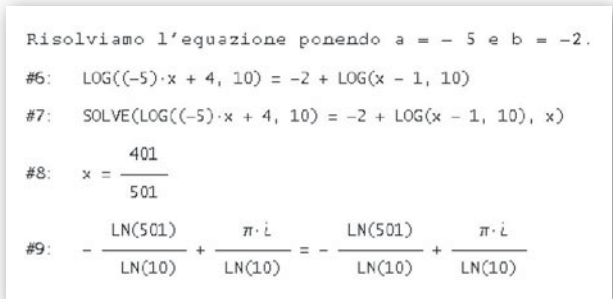 Risolviamo l'equazione ponendo a = – 5 e b = –2.
#6: LOG((–5)·x + 4, 10) = –2 + LOG(x – 1, 10)
#7: SOLVE(LOG((–5)·x + 4, 10) = –2 + LOG(x – 1, 10), x)
401
#8: x = ———
501
LN(501) π·i LN(501) π·i
#9: – ——— + ——— = – ——— + ———
LN(10) LN(10) LN(10) LN(10)